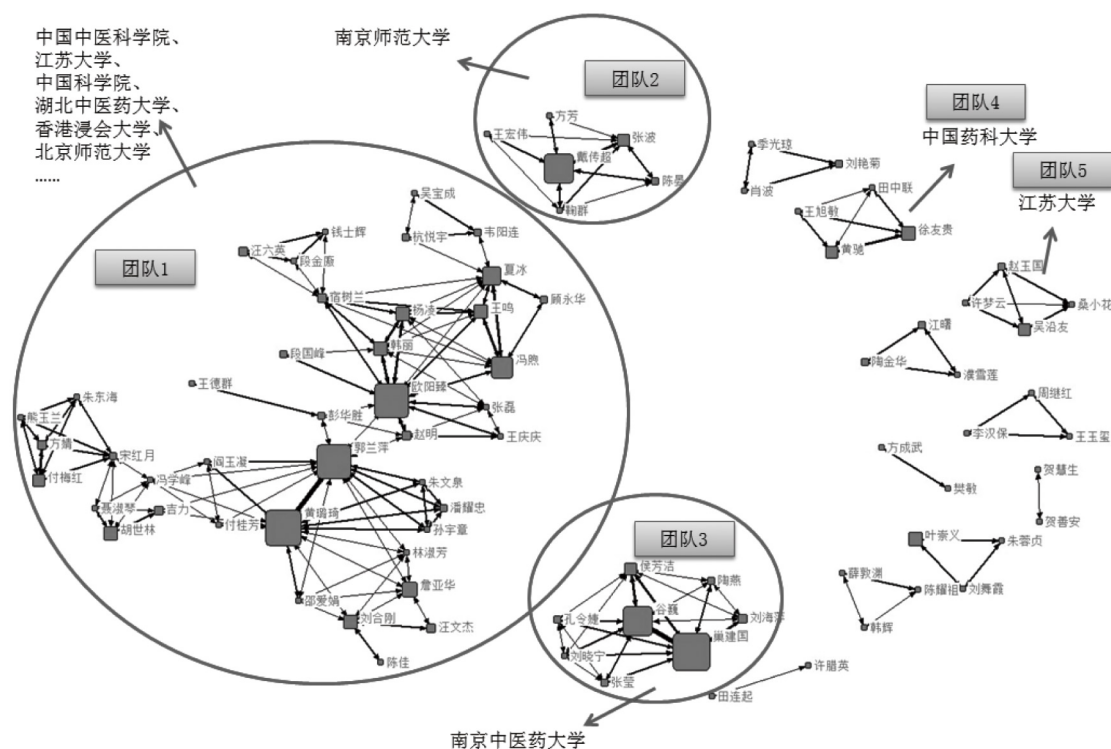 中国中医科学院、
江苏大学、
中国科学院、
湖北中医药大学、
香港浸会大学、
北京师范大学
……
南京师范大学
团队2
方芳
王宏伟
张波
戴传超
陈晏
鞠群
团队4
中国药科大学
季光琼
刘艳菊
肖波
田中联
王旭敏
徐友贵
黄驰
团队5
江苏大学
赵玉国
许梦云
桑小花
吴沿友
江曙
陶金华
濮雪莲
周继红
李汉保
王玉玺
方成武
樊敏
贺慧生
贺善安
叶崇义
朱蓉贞
薛敦渊
陈耀祖
刘舞霞
韩辉
团队1
吴宝成
钱士辉
汪六英
杭悦宇
韦阳连
段金廒
夏冰
宿树兰
顾永华
杨凌
王鸣
韩丽
段国峰
冯煦
王德群
欧阳臻
朱东海
张磊
熊玉兰
彭华胜
赵明
王庆庆
方婧
郭兰萍
宋红月
阎玉凝
付梅红
冯学峰
朱文泉
聂淑琴
吉力
黄璐琦
潘耀忠
付桂芳
孙宇章
胡世林
林淑芳
詹亚华
邵爱娟
刘合刚
汪文杰
陈佳
团队3
侯芳洁
陶燕
孔令婕
谷巍
刘海萍
巢建国
刘晓宁
张莹
许腊英
田连起
南京中医药大学